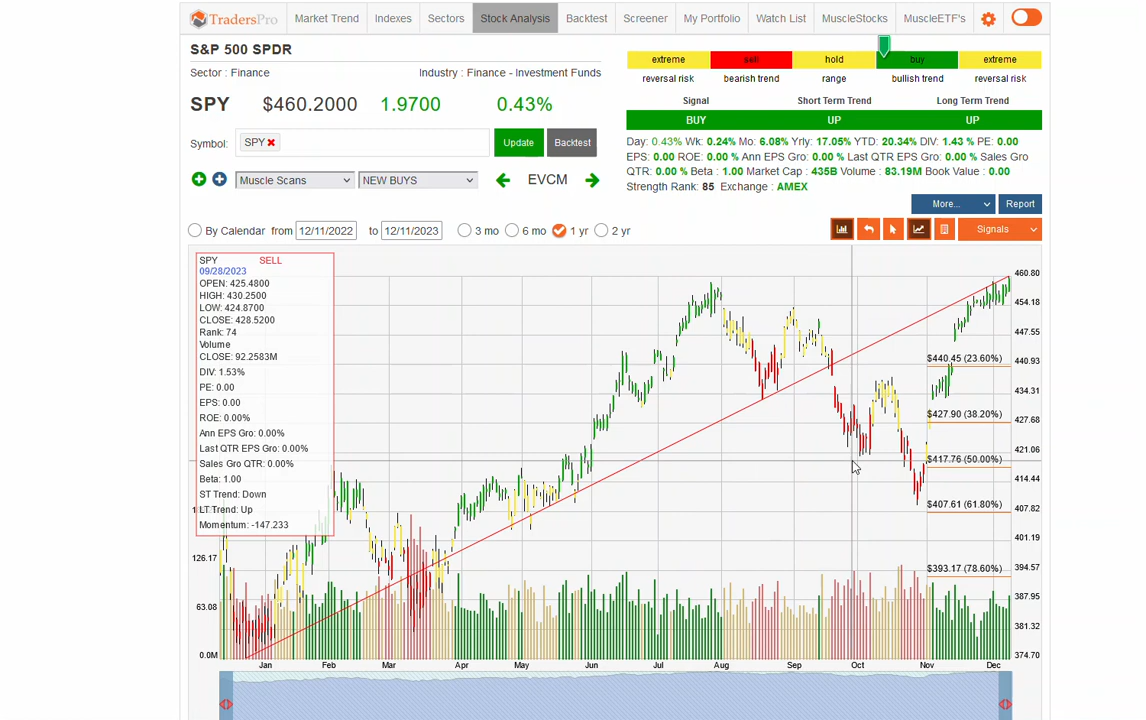 TradersPro Market Trend Indexes Sectors Stock Analysis Backtest Screener My Portfolio Watch List MuscleStocks MuscleETF's
S&P 500 SPDR
Sector : Finance Industry : Finance - Investment Funds
SPY $460.2000 1.9700 0.43%
Symbol: SPY Update Backtest
Muscle Scans NEW BUYS EVCM
extreme sell hold buy extreme
reversal risk bearish trend range bullish trend reversal risk
Signal Short Term Trend Long Term Trend
BUY UP UP
Day: 0.43% Wk: 0.24% Mo: 6.08% Yrly: 17.05% YTD: 20.34% DIV: 1.43 % PE: 0.00
EPS: 0.00 ROE: 0.00 % Ann EPS Gro: 0.00 % Last QTR EPS Gro: 0.00 % Sales Gro
QTR: 0.00 % Beta : 1.00 Market Cap : 435B Volume : 83.19M Book Value : 0.00
Strength Rank: 85 Exchange : AMEX
More... Report
By Calendar from 12/11/2022 to 12/11/2023 3 mo 6 mo 1 yr 2 yr Signals
SPY SELL
09/28/2023
OPEN: 425.4800
HIGH: 430.2500
LOW: 424.8700
CLOSE: 428.5200
Rank: 74
Volume
CLOSE: 92.2583M
DIV: 1.53%
PE: 0.00
EPS: 0.00
ROE: 0.00%
Ann EPS Gro: 0.00%
Last QTR EPS Gro: 0.00%
Sales Gro QTR: 0.00%
Beta: 1.00
ST Trend: Down
LT Trend: Up
Momentum: -147.233
126.17
63.08
0.0M
$440.45 (23.60%)
$427.90 (38.20%)
$417.76 (50.00%)
$407.61 (61.80%)
$393.17 (78.60%)
460.80
454.18
447.55
440.93
434.31
427.68
421.06
414.44
407.82
401.19
394.57
387.95
381.32
374.70
Jan Feb Mar Apr May Jun Jul Aug Sep Oct Nov Dec